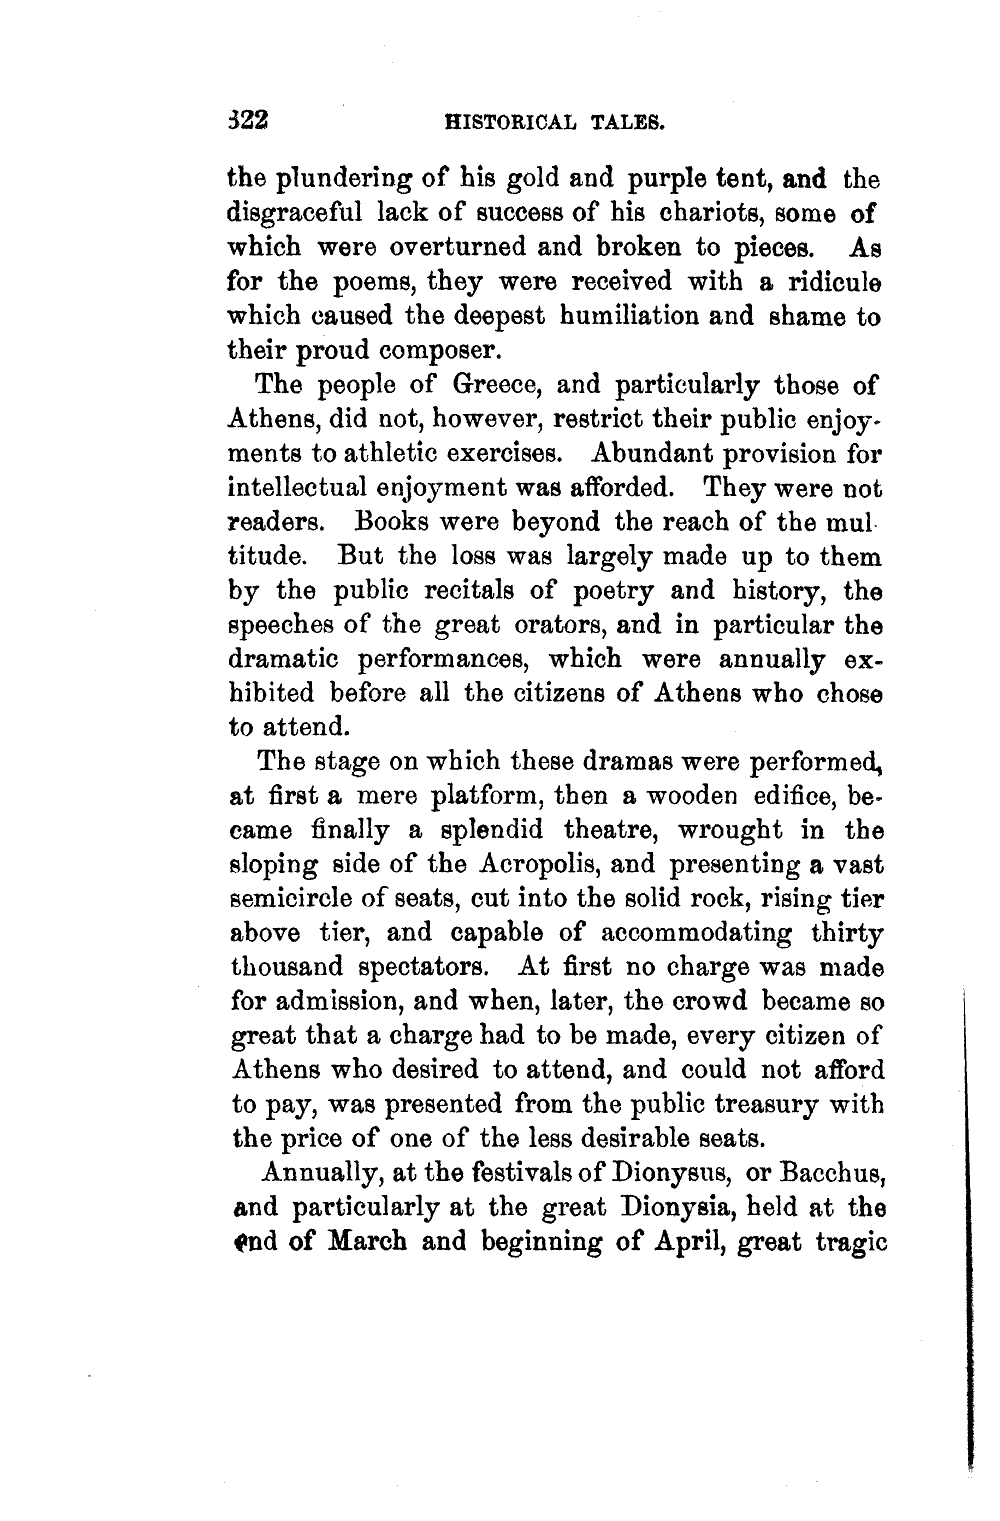 322 HISTORICAL TALES.
the plundering of his gold and purple tent, and the
disgraceful lack of success of his chariots, some of
which were overturned and broken to pieces. As
for the poems, they were received with a ridicule
which caused the deepest humiliation and shame to
their proud composer.
The people of Greece, and particularly those of
Athens, did not, however, restrict their public enjoy-
ments to athletic exercises. Abundant provision for
intellectual enjoyment was afforded. They were not
readers. Books were beyond the reach of the mul-
titude. But the loss was largely made up to them
by the public recitals of poetry and history, the
speeches of the great orators, and in particular the
dramatic performances, which were annually ex-
hibited before all the citizens of Athens who chose
to attend.
The stage on which these dramas were performed,
at first a mere platform, then a wooden edifice, be-
came finally a splendid theatre, wrought in the
sloping side of the Acropolis, and presenting a vast
semicircle of seats, cut into the solid rock, rising tier
above tier, and capable of accommodating thirty
thousand spectators. At first no charge was made
for admission, and when, later, the crowd became so
great that a charge had to be made, every citizen of
Athens who desired to attend, and could not afford
to pay, was presented from the public treasury with
the price of one of the less desirable seats.
Annually, at the festivals of Dionysus, or Bacchus,
and particularly at the great Dionysia, held at the
end of March and beginning of April, great tragic